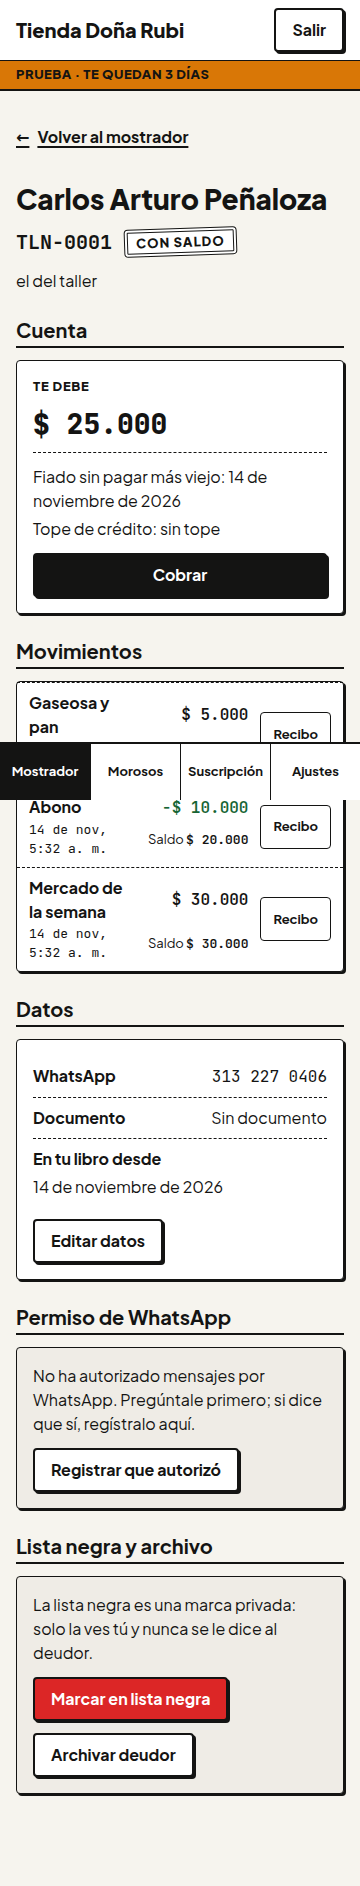 Tienda Doña Rubi
Salir
PRUEBA · TE QUEDAN 3 DÍAS
← Volver al mostrador
Carlos Arturo Peñaloza
TLN-0001 CON SALDO
el del taller
Cuenta
TE DEBE
$ 25.000
Fiado sin pagar más viejo: 14 de
noviembre de 2026
Tope de crédito: sin tope
Cobrar
Movimientos
Gaseosa y
pan
$ 5.000
Recibo
Mostrador
Morosos
Suscripción
Ajustes
Abono
14 de nov,
5:32 a. m.
-$ 10.000
Saldo $ 20.000
Recibo
Mercado de
la semana
14 de nov,
5:32 a. m.
$ 30.000
Saldo $ 30.000
Recibo
Datos
WhatsApp 313 227 0406
Documento Sin documento
En tu libro desde
14 de noviembre de 2026
Editar datos
Permiso de WhatsApp
No ha autorizado mensajes por
WhatsApp. Pregúntale primero; si dice
que sí, regístralo aquí.
Registrar que autorizó
Lista negra y archivo
La lista negra es una marca privada:
solo la ves tú y nunca se le dice al
deudor.
Marcar en lista negra
Archivar deudor